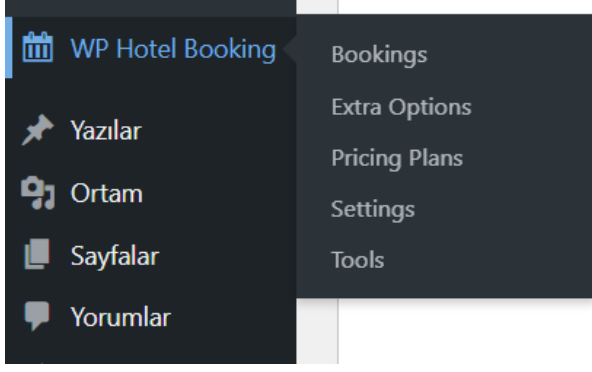 WP Hotel Booking
Yazılar
Ortam
Sayfalar
Yorumlar
Bookings
Extra Options
Pricing Plans
Settings
Tools